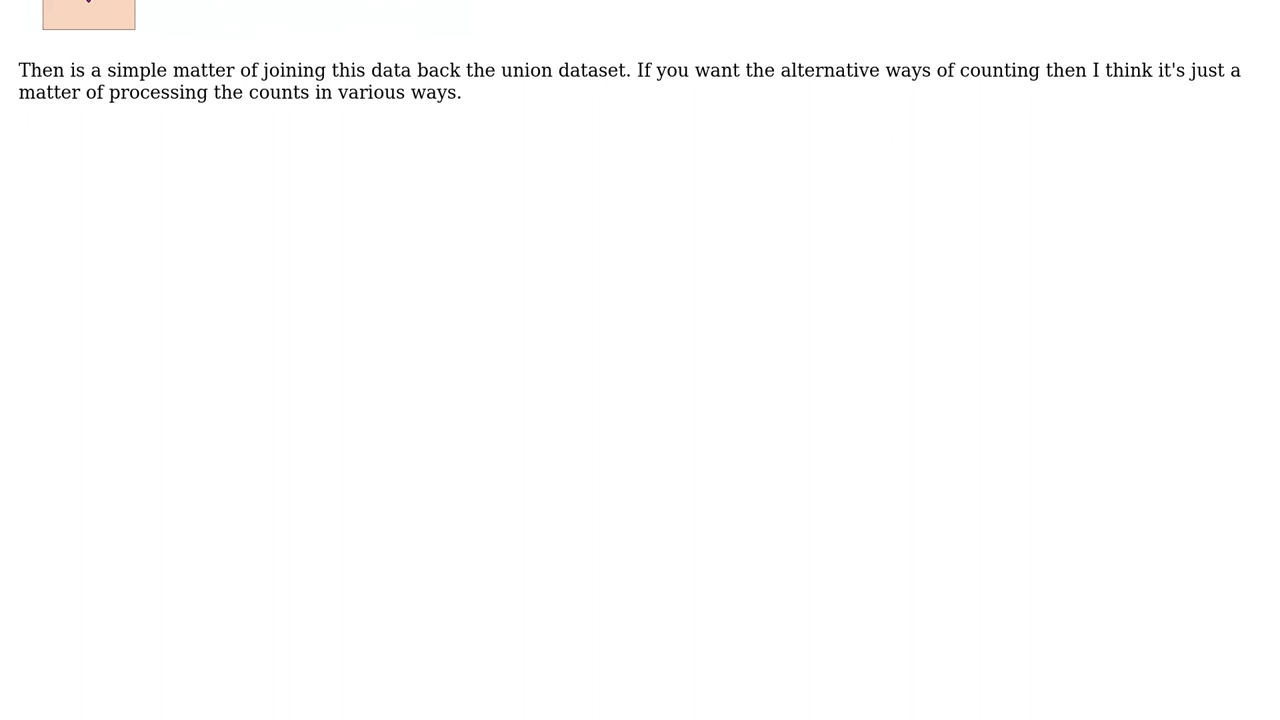 Then is a simple matter of joining this data back the union dataset. If you want the alternative ways of counting then I think it's just a
matter of processing the counts in various ways.